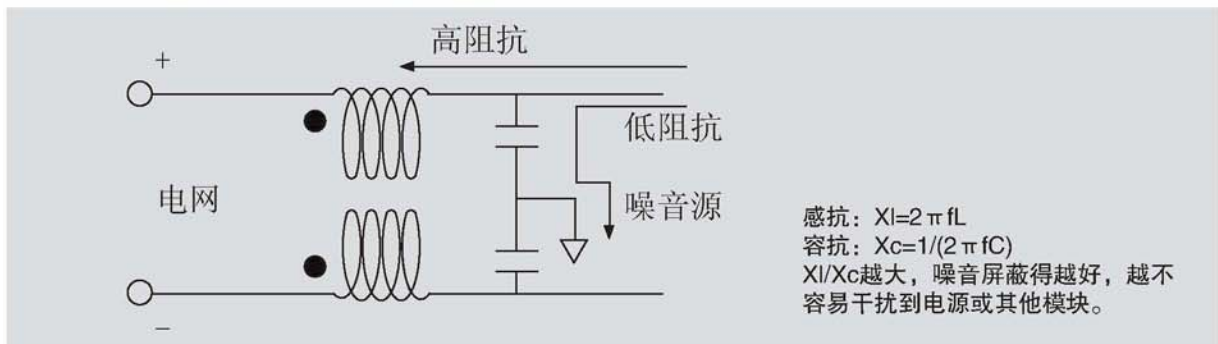 高阻抗
+
低阻抗
电网
噪音源
感抗：Xl=2πfL
容抗：Xc=1/(2πfC)
Xl/Xc越大，噪音屏蔽得越好，越不
容易干扰到电源或其他模块。
－